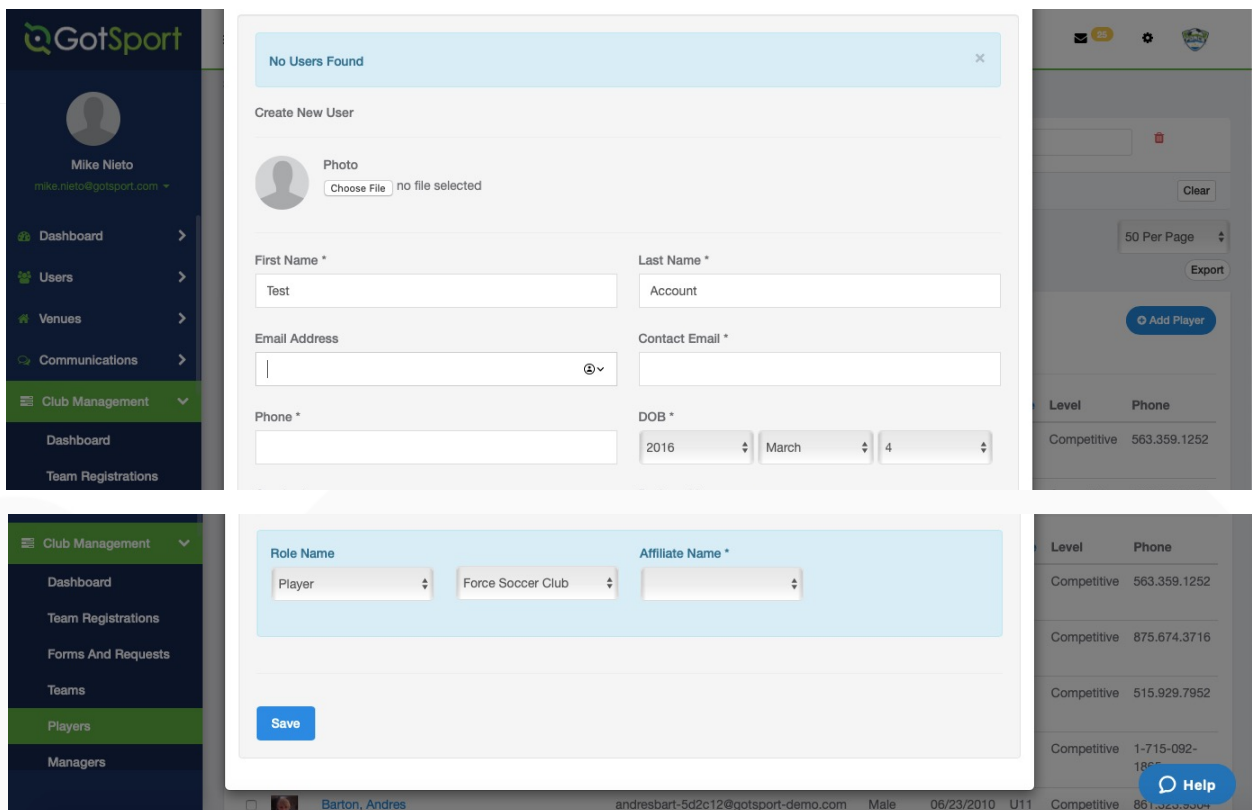 GotSport
25
No Users Found
×
Create New User
Mike Nieto
mike.nieto@gotsport.com
Photo
Choose File no file selected
Clear
Dashboard
50 Per Page
Users
First Name *
Last Name *
Export
Test
Account
Venues
Add Player
Communications
Email Address
Contact Email *
Club Management
Level Phone
Phone *
DOB *
Dashboard
2016 March 4
Competitive 563.359.1252
Team Registrations
Club Management
Role Name
Affiliate Name *
Level Phone
Dashboard
Player
Force Soccer Club
Competitive 563.359.1252
Team Registrations
Competitive 875.674.3716
Forms And Requests
Teams
Competitive 515.929.7952
Players
Save
Managers
Competitive 1-715-092-
Help
Barton, Andres andresbart-5d2c12@gotsport-demo.com Male 06/23/2010 U11 Competitive